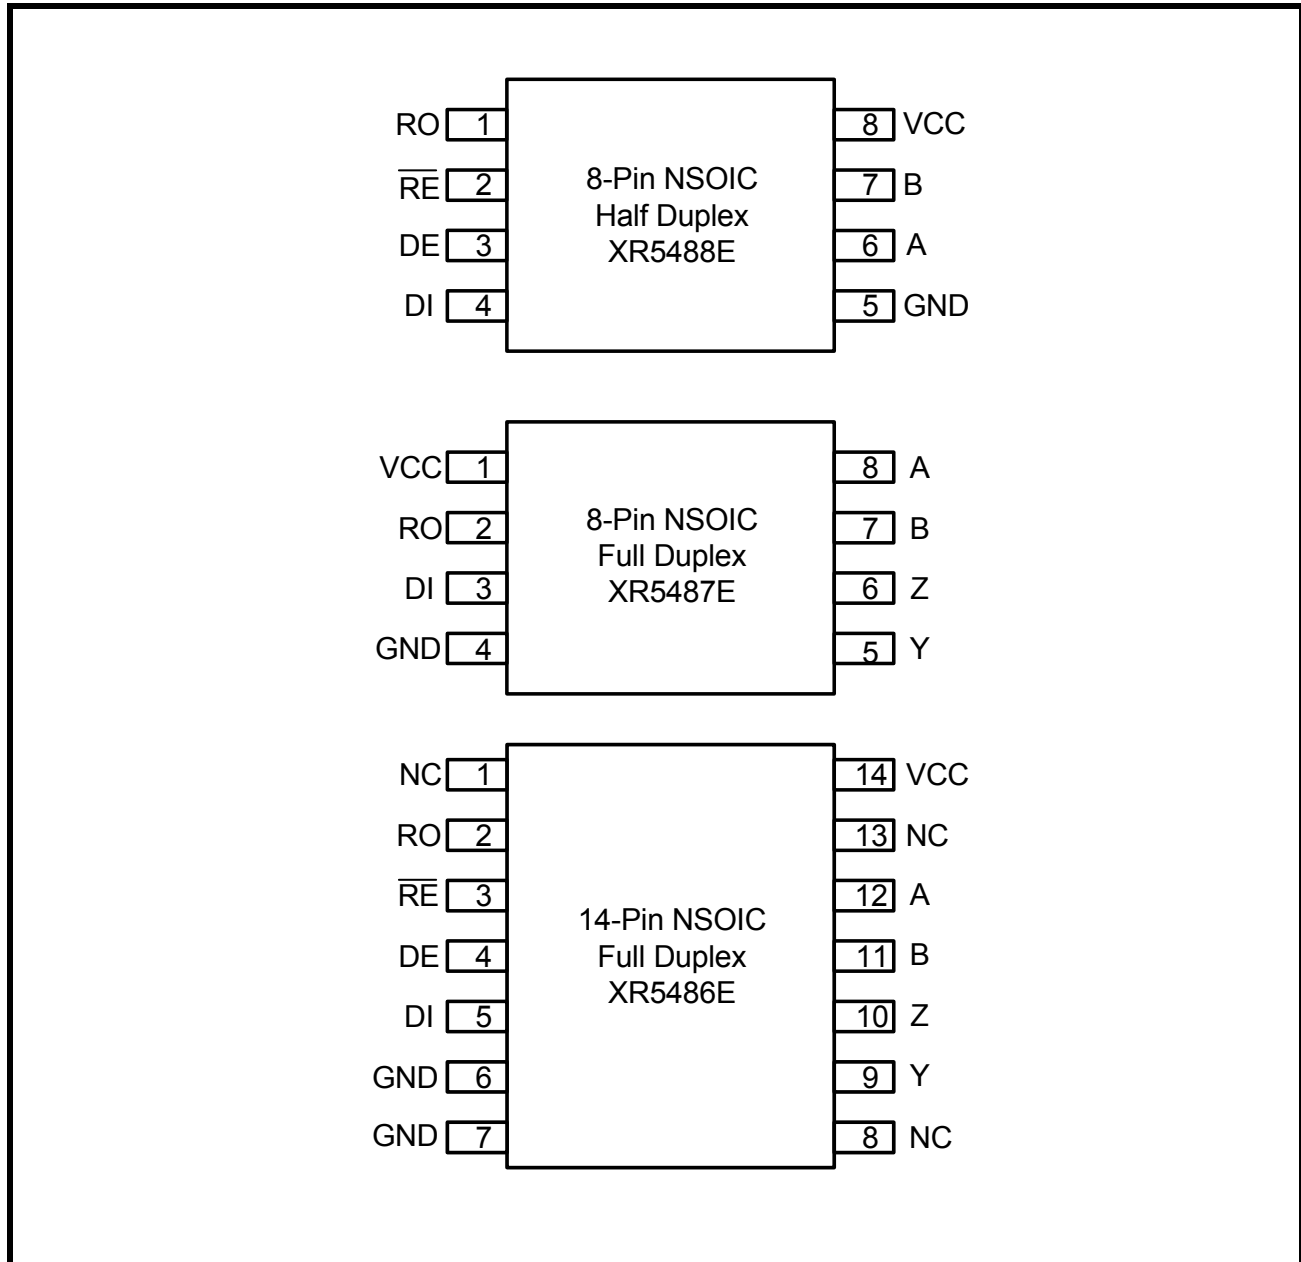 RO 1 8 VCC
R̅E̅ 2 7 B
DE 3 6 A
DI 4 5 GND
8-Pin NSOIC
Half Duplex
XR5488E
VCC 1 8 A
RO 2 7 B
DI 3 6 Z
GND 4 5 Y
8-Pin NSOIC
Full Duplex
XR5487E
NC 1 14 VCC
RO 2 13 NC
R̅E̅ 3 12 A
DE 4 11 B
DI 5 10 Z
GND 6 9 Y
GND 7 8 NC
14-Pin NSOIC
Full Duplex
XR5486E